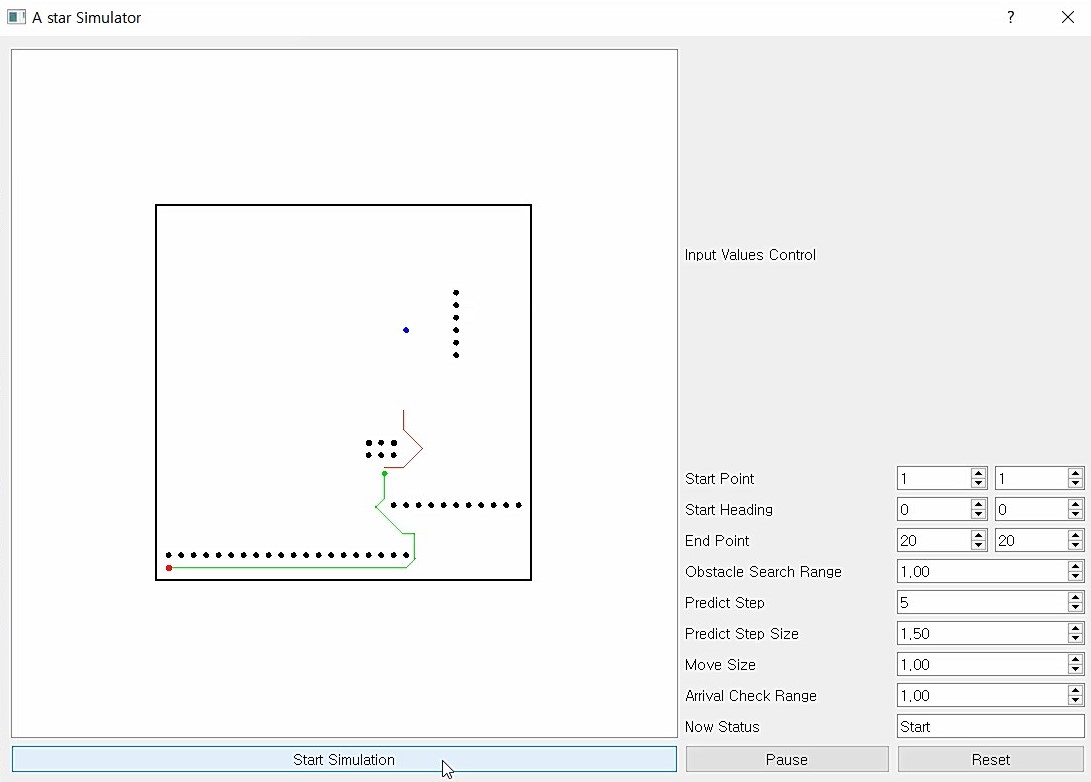 A star Simulator
?
Input Values Control
Start Point 1 1
Start Heading 0 0
End Point 20 20
Obstacle Search Range 1,00
Predict Step 5
Predict Step Size 1,50
Move Size 1,00
Arrival Check Range 1,00
Now Status Start
Start Simulation Pause Reset